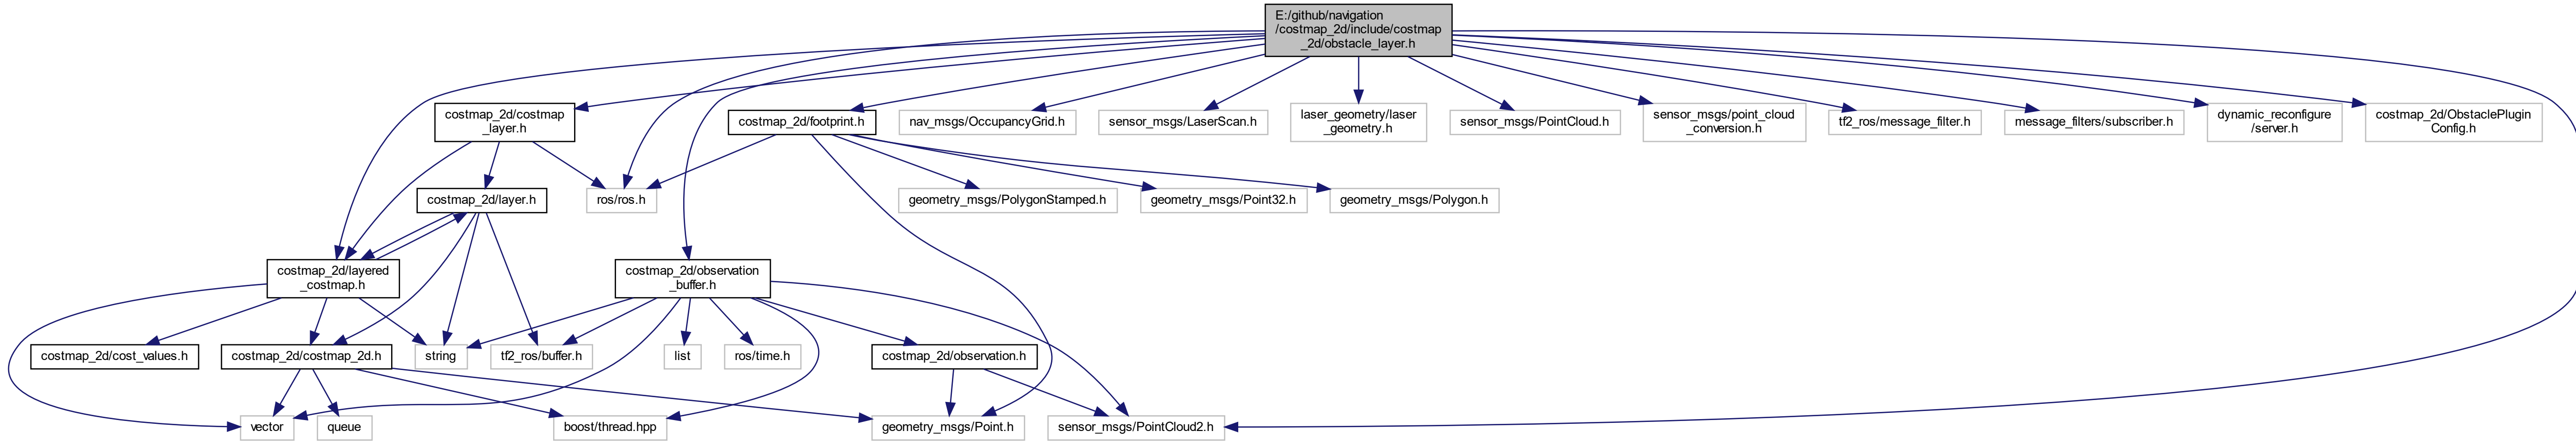 E:/github/navigation
/costmap_2d/include/costmap
_2d/obstacle_layer.h
costmap_2d/costmap
_layer.h
costmap_2d/footprint.h
nav_msgs/OccupancyGrid.h
sensor_msgs/LaserScan.h
laser_geometry/laser
_geometry.h
sensor_msgs/PointCloud.h
sensor_msgs/point_cloud
_conversion.h
tf2_ros/message_filter.h
message_filters/subscriber.h
dynamic_reconfigure
/server.h
costmap_2d/ObstaclePlugin
Config.h
costmap_2d/layer.h
ros/ros.h
geometry_msgs/PolygonStamped.h
geometry_msgs/Point32.h
geometry_msgs/Polygon.h
costmap_2d/layered
_costmap.h
costmap_2d/observation
_buffer.h
costmap_2d/cost_values.h
costmap_2d/costmap_2d.h
string
tf2_ros/buffer.h
list
ros/time.h
costmap_2d/observation.h
vector
queue
boost/thread.hpp
geometry_msgs/Point.h
sensor_msgs/PointCloud2.h